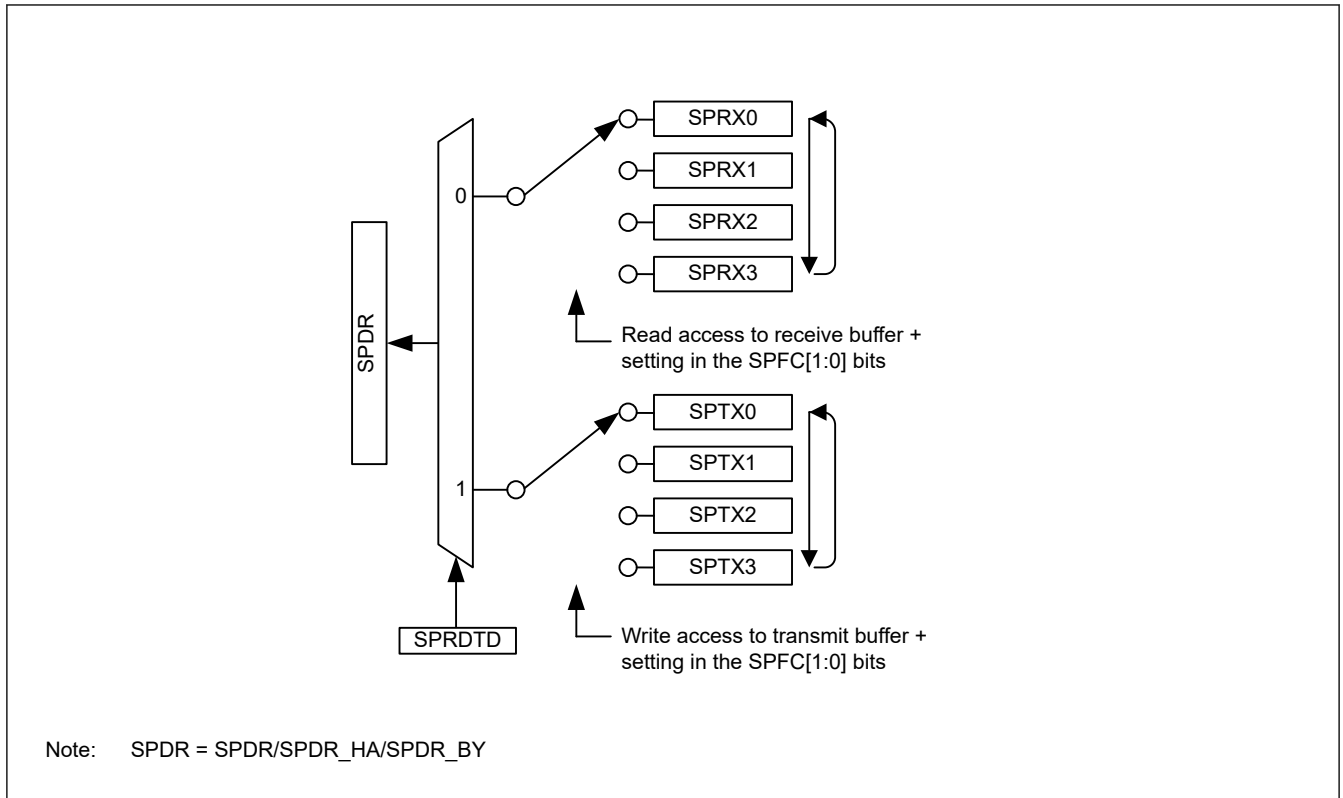 SPRX0
SPRX1
0
SPRX2
SPRX3
SPDR
Read access to receive buffer +
setting in the SPFC[1:0] bits
SPTX0
SPTX1
1
SPTX2
SPTX3
SPRDTD
Write access to transmit buffer +
setting in the SPFC[1:0] bits
Note: SPDR = SPDR/SPDR_HA/SPDR_BY